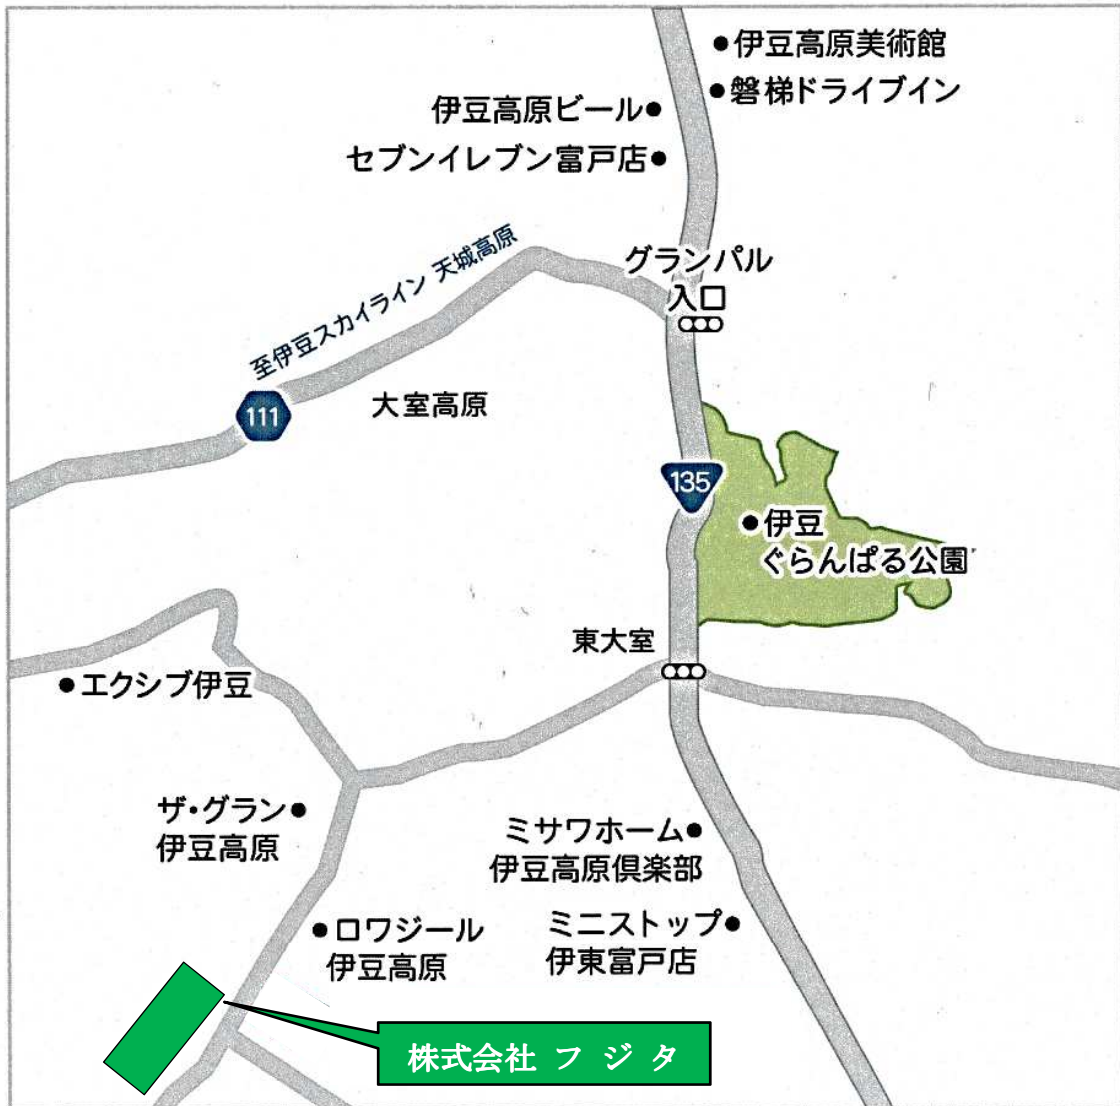 伊豆高原美術館
磐梯ドライブイン
伊豆高原ビール
セブンイレブン富戸店
至伊豆スカイライン 天城高原
グランパル
入口
111
大室高原
135
伊豆
ぐらんぱる公園
東大室
エクシブ伊豆
ザ・グラン
伊豆高原
ミサワホーム
伊豆高原倶楽部
ロワジール
伊豆高原
ミニストップ
伊東富戸店
株式会社 フ ジ タ